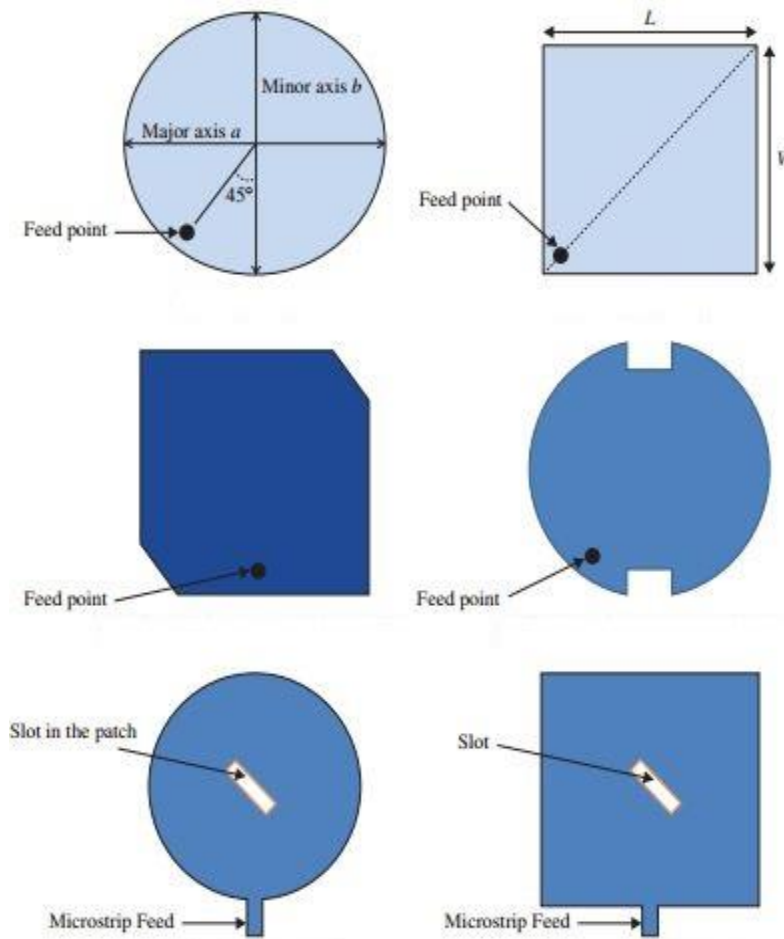 L
Minor axis b
Major axis a
45°
Feed point
Feed point
Feed point
Feed point
Slot in the patch
Slot
Microstrip Feed
Microstrip Feed